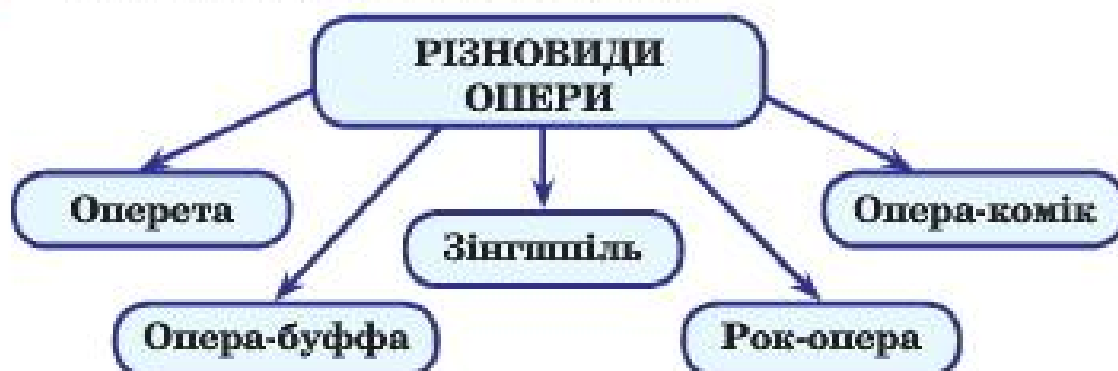 РІЗНОВИДИ
ОПЕРИ
Оперета
Опера-комік
Зінгшпіль
Опера-буффа
Рок-опера